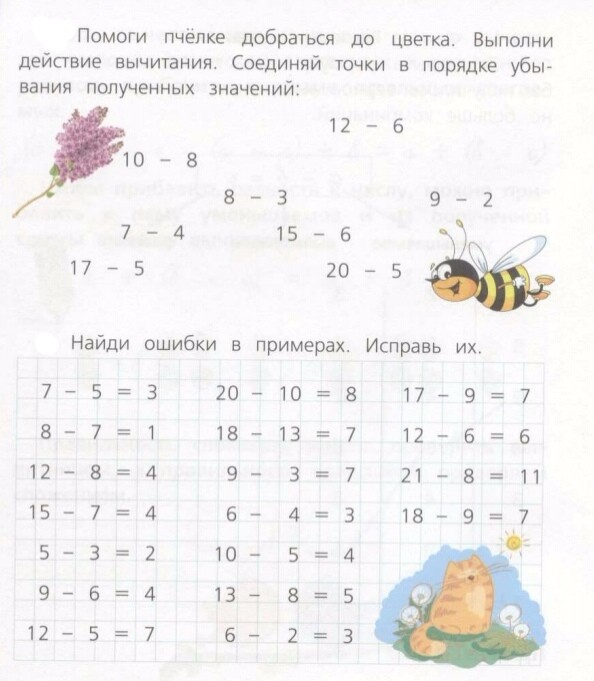 Помоги пчёлке добраться до цветка. Выполни
действие вычитания. Соединяй точки в порядке убы-
вания полученных значений:
12 – 6
10 – 8
8 – 3
9 – 2
7 – 4
15 – 6
17 – 5
20 – 5
Найди ошибки в примерах. Исправь их.
7 – 5 = 3 20 – 10 = 8 17 – 9 = 7
8 – 7 = 1 18 – 13 = 7 12 – 6 = 6
12 – 8 = 4 9 – 3 = 7 21 – 8 = 11
15 – 7 = 4 6 – 4 = 3 18 – 9 = 7
5 – 3 = 2 10 – 5 = 4
9 – 6 = 4 13 – 8 = 5
12 – 5 = 7 6 – 2 = 3